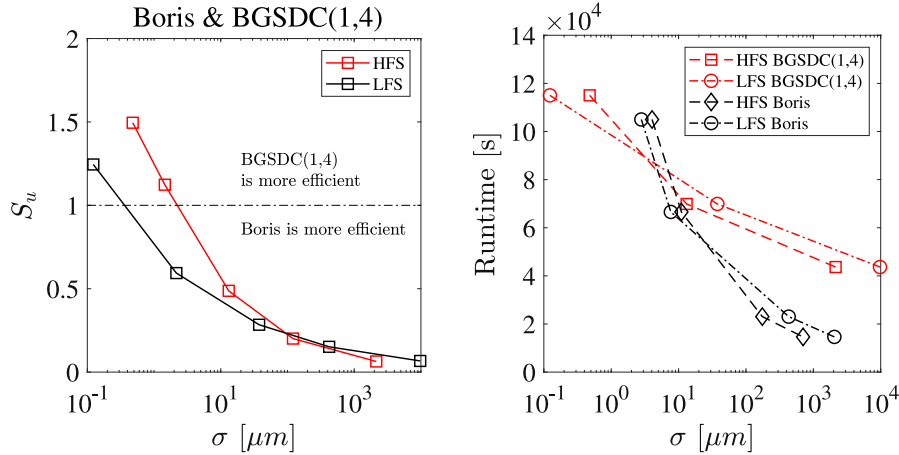 Boris & BGSDC(1,4)
2
1.5
1
0.5
0
S_u
HFS
LFS
BGSDC(1,4)
is more efficient
Boris is more efficient
10^-1 10^1 10^3
σ [μm]
×10^4
14
12
10
8
6
4
2
0
Runtime [s]
HFS BGSDC(1,4)
LFS BGSDC(1,4)
HFS Boris
LFS Boris
10^-1 10^0 10^1 10^2 10^3 10^4
σ [μm]